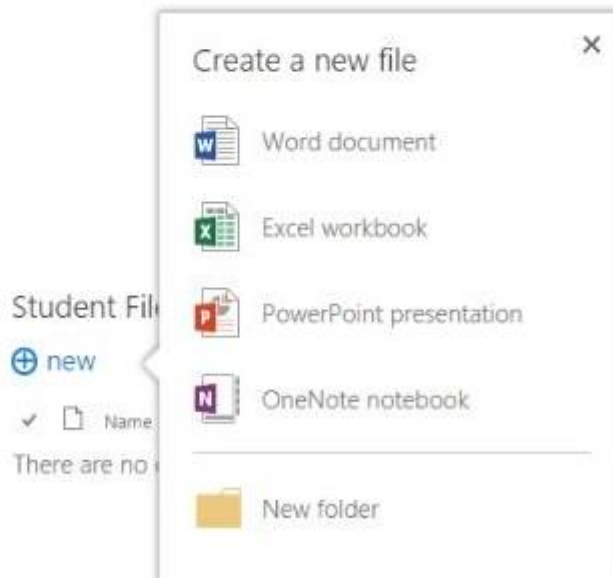 Create a new file
Word document
Excel workbook
PowerPoint presentation
OneNote notebook
New folder
Student Fil
new
Name
There are no